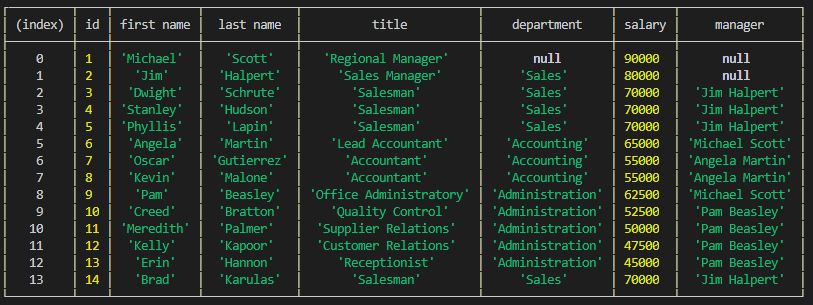 (index) id first name last name title department salary manager
0 1 'Michael' 'Scott' 'Regional Manager' null 90000 null
1 2 'Jim' 'Halpert' 'Sales Manager' 'Sales' 80000 null
2 3 'Dwight' 'Schrute' 'Salesman' 'Sales' 70000 'Jim Halpert'
3 4 'Stanley' 'Hudson' 'Salesman' 'Sales' 70000 'Jim Halpert'
4 5 'Phyllis' 'Lapin' 'Salesman' 'Sales' 70000 'Jim Halpert'
5 6 'Angela' 'Martin' 'Lead Accountant' 'Accounting' 65000 'Michael Scott'
6 7 'Oscar' 'Gutierrez' 'Accountant' 'Accounting' 55000 'Angela Martin'
7 8 'Kevin' 'Malone' 'Accountant' 'Accounting' 55000 'Angela Martin'
8 9 'Pam' 'Beasley' 'Office Administratory' 'Administration' 62500 'Michael Scott'
9 10 'Creed' 'Bratton' 'Quality Control' 'Administration' 52500 'Pam Beasley'
10 11 'Meredith' 'Palmer' 'Supplier Relations' 'Administration' 50000 'Pam Beasley'
11 12 'Kelly' 'Kapoor' 'Customer Relations' 'Administration' 47500 'Pam Beasley'
12 13 'Erin' 'Hannon' 'Receptionist' 'Administration' 45000 'Pam Beasley'
13 14 'Brad' 'Karulas' 'Salesman' 'Sales' 70000 'Jim Halpert'